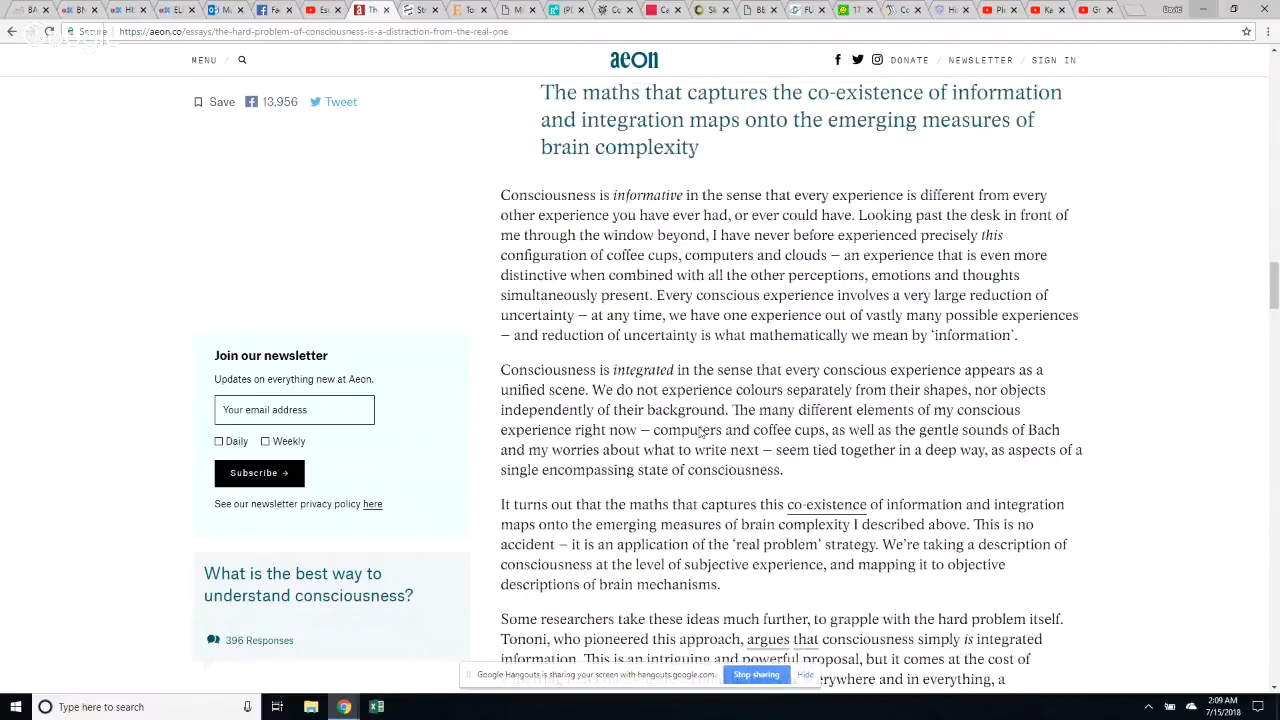 Secure
https://aeon.co/essays/the-hard-problem-of-consciousness-is-a-distraction-from-the-real-one
MENU / aeon DONATE / NEWSLETTER / SIGN IN
Save 13,956 Tweet
The maths that captures the co-existence of information
and integration maps onto the emerging measures of
brain complexity
Consciousness is informative in the sense that every experience is different from every
other experience you have ever had, or ever could have. Looking past the desk in front of
me through the window beyond, I have never before experienced precisely this
configuration of coffee cups, computers and clouds – an experience that is even more
distinctive when combined with all the other perceptions, emotions and thoughts
simultaneously present. Every conscious experience involves a very large reduction of
uncertainty – at any time, we have one experience out of vastly many possible experiences
– and reduction of uncertainty is what mathematically we mean by ‘information’.
Consciousness is integrated in the sense that every conscious experience appears as a
unified scene. We do not experience colours separately from their shapes, nor objects
independently of their background. The many different elements of my conscious
experience right now – computers and coffee cups, as well as the gentle sounds of Bach
and my worries about what to write next – seem tied together in a deep way, as aspects of a
single encompassing state of consciousness.
It turns out that the maths that captures this co-existence of information and integration
maps onto the emerging measures of brain complexity I described above. This is no
accident – it is an application of the ‘real problem’ strategy. We’re taking a description of
consciousness at the level of subjective experience, and mapping it to objective
descriptions of brain mechanisms.
Some researchers take these ideas much further, to grapple with the hard problem itself.
Tononi, who pioneered this approach, argues that consciousness simply is integrated
information. This is an intriguing and powerful proposal, but it comes at the cost of
everywhere and in everything, a
Join our newsletter
Updates on everything new at Aeon.
Your email address
Daily Weekly
Subscribe →
See our newsletter privacy policy here
What is the best way to
understand consciousness?
396 Responses
Google Hangouts is sharing your screen with hangouts.google.com.
Stop sharing
Hide
Type here to search
2:09 AM
7/15/2018